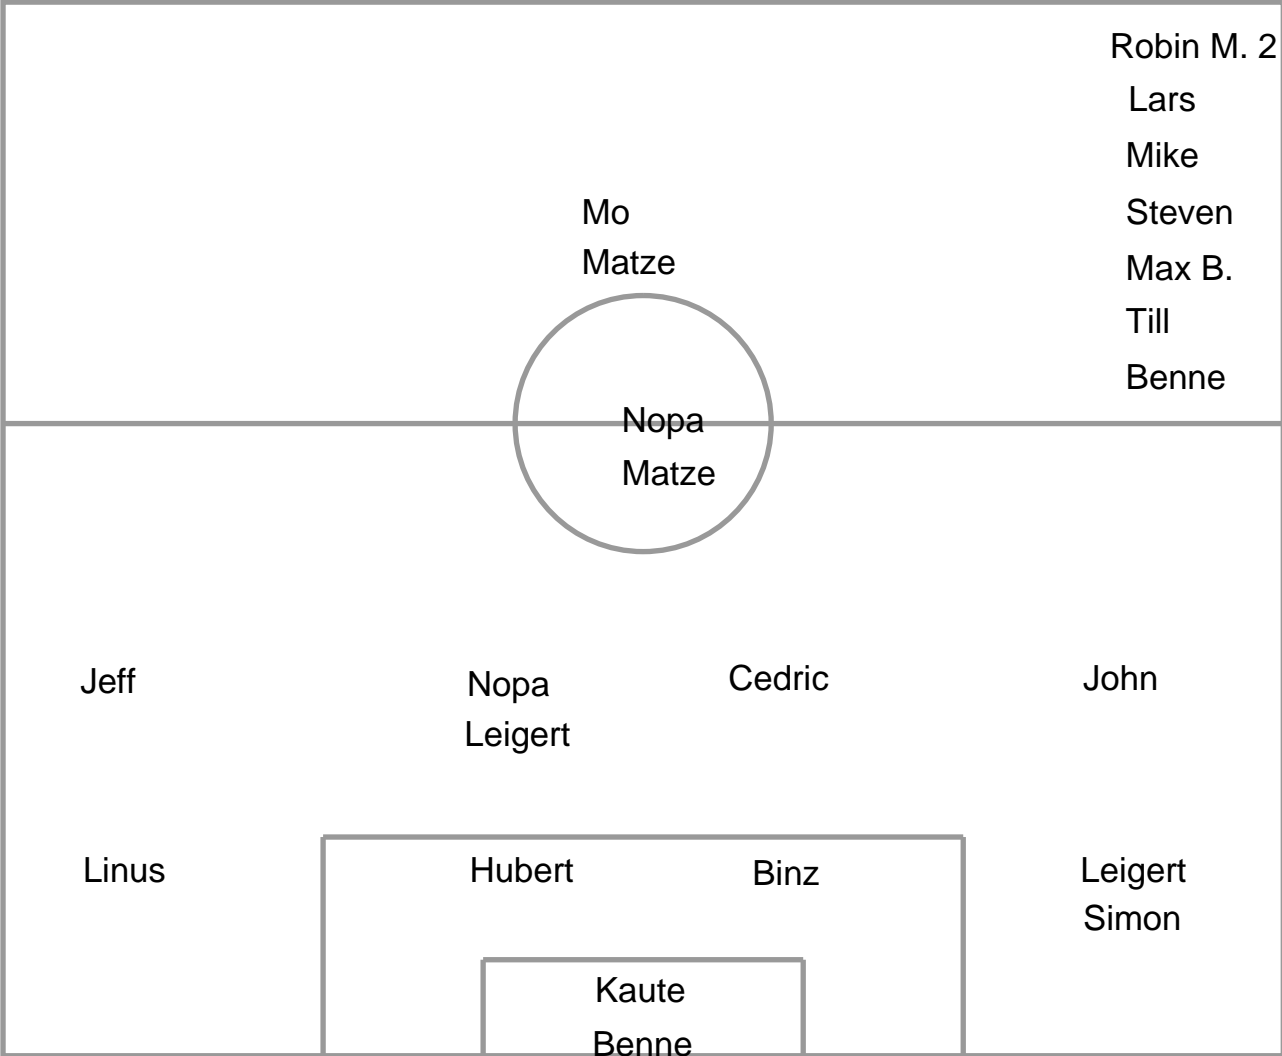 Robin M. 2
Lars
Mike
Steven
Max B.
Till
Benne
Mo
Matze
Nopa
Matze
Jeff
Nopa
Leigert
Cedric
John
Linus
Hubert
Binz
Leigert
Simon
Kaute
Benne